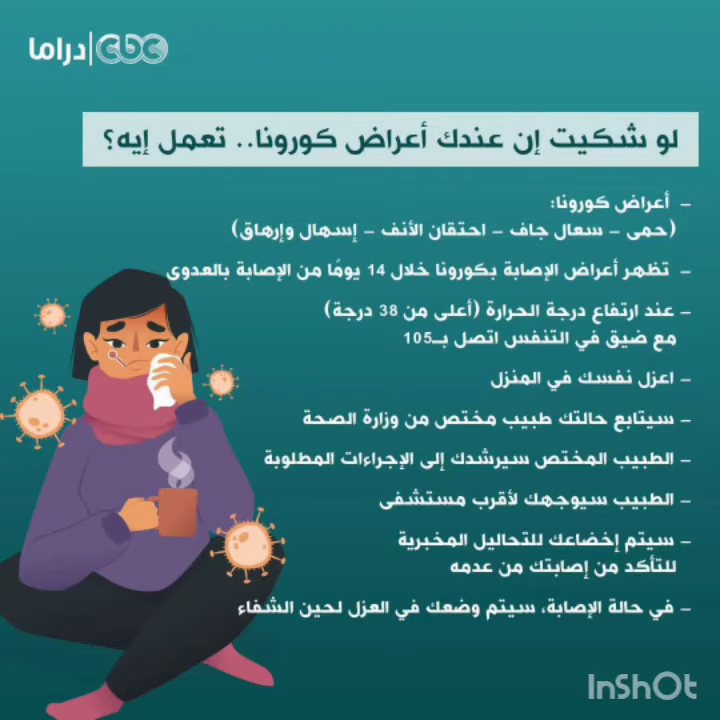 cbc | دراما
لو شكيت إن عندك أعراض كورونا.. تعمل إيه؟
- أعراض كورونا:
(حمى - سعال جاف - احتقان الأنف - إسهال وإرهاق)
- تظهر أعراض الإصابة بكورونا خلال 14 يومًا من الإصابة بالعدوى
- عند ارتفاع درجة الحرارة (أعلى من 38 درجة)
مع ضيق في التنفس اتصل بـ105
- اعزل نفسك في المنزل
- سيتابع حالتك طبيب مختص من وزارة الصحة
- الطبيب المختص سيرشدك إلى الإجراءات المطلوبة
- الطبيب سيوجهك لأقرب مستشفى
- سيتم إخضاعك للتحاليل المخبرية
للتأكد من إصابتك من عدمه
- في حالة الإصابة، سيتم وضعك في العزل لحين الشفاء
InShOt